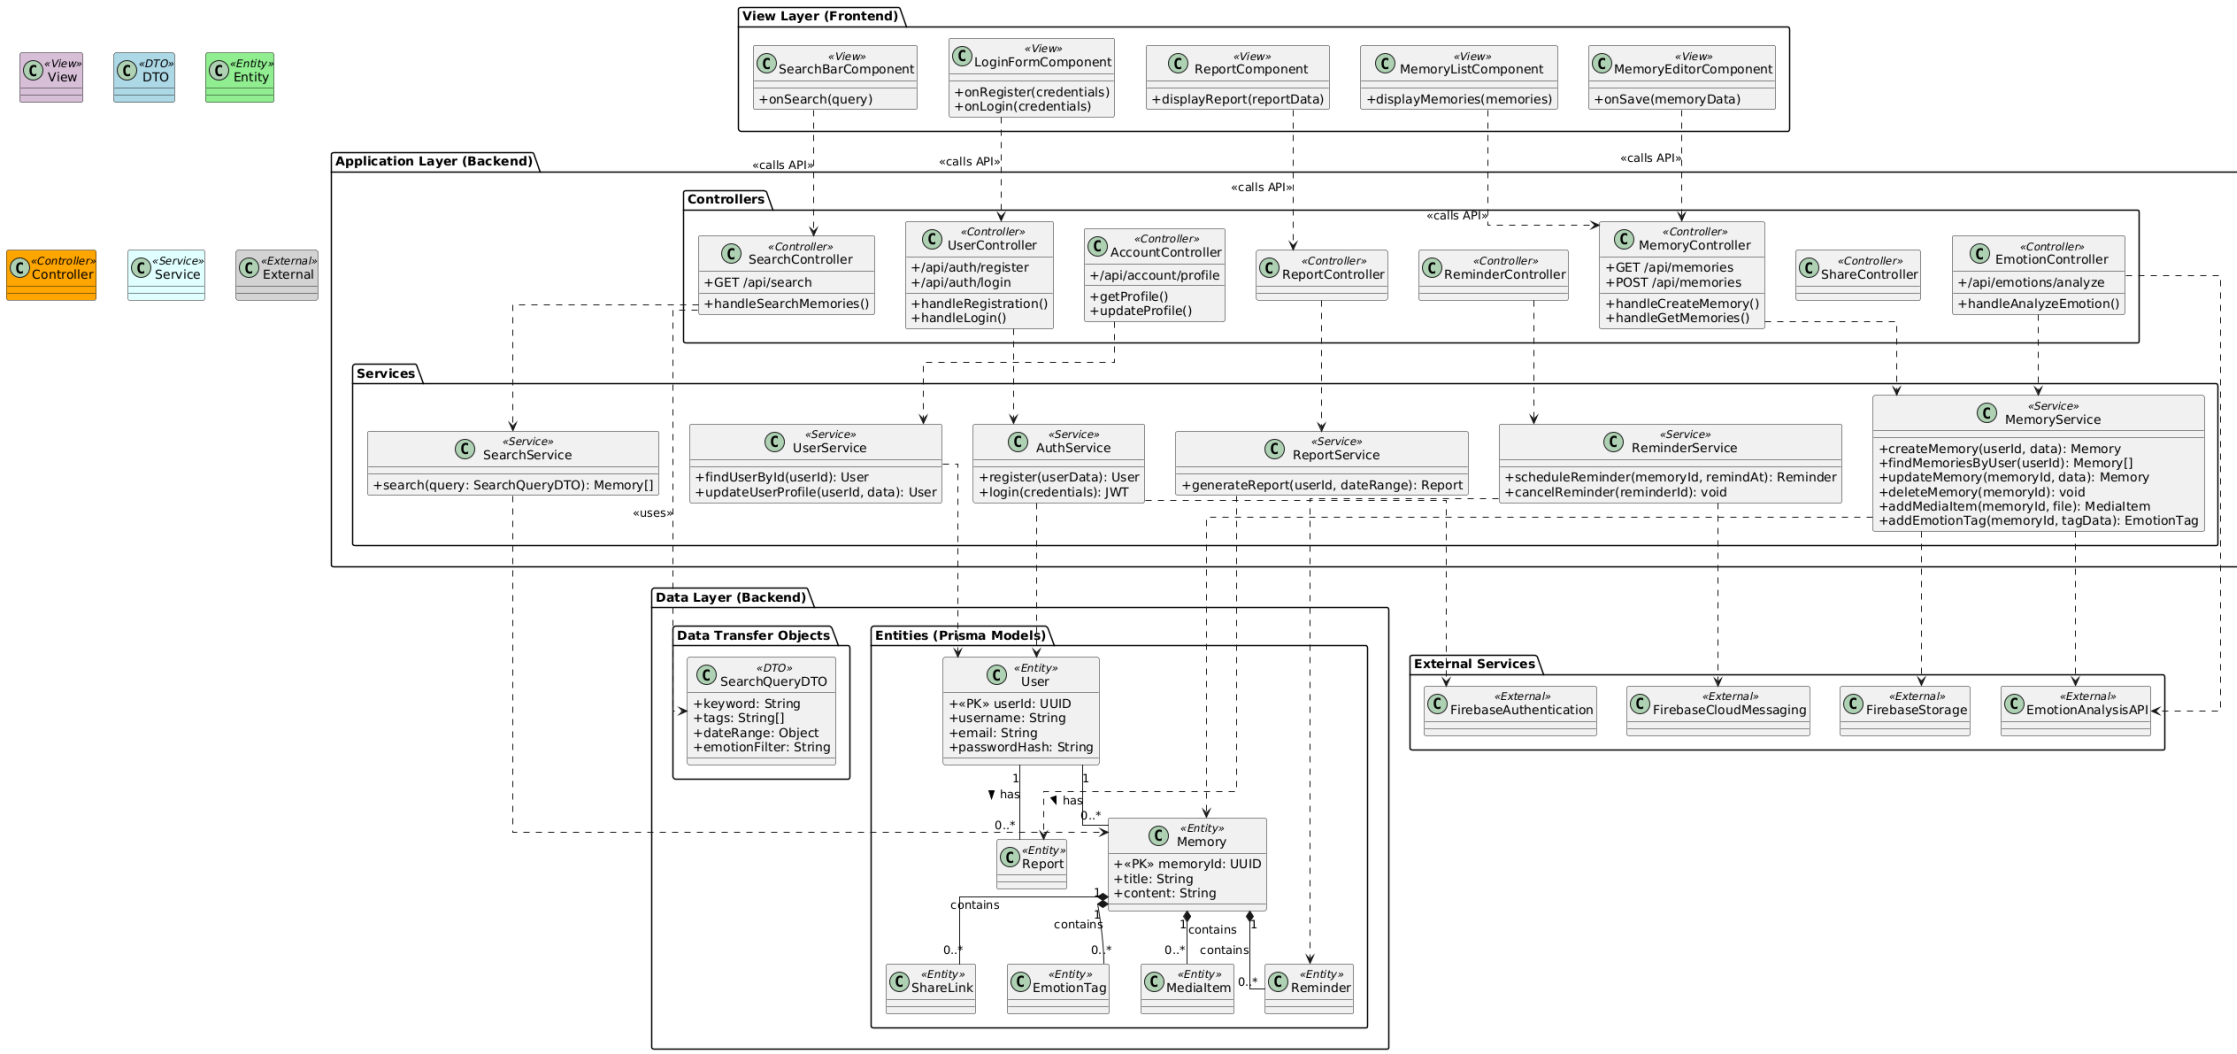 View Layer (Frontend)
«View»
View
«DTO»
DTO
«Entity»
Entity
«View»
SearchBarComponent
+onSearch(query)
«View»
LoginFormComponent
+onRegister(credentials)
+onLogin(credentials)
«View»
ReportComponent
+displayReport(reportData)
«View»
MemoryListComponent
+displayMemories(memories)
«View»
MemoryEditorComponent
+onSave(memoryData)
«calls API»
«calls API»
«calls API»
«calls API»
«calls API»
Application Layer (Backend)
Controllers
«Controller»
Controller
«Service»
Service
«External»
External
«Controller»
SearchController
+GET /api/search
+handleSearchMemories()
«Controller»
UserController
+/api/auth/register
+/api/auth/login
+handleRegistration()
+handleLogin()
«Controller»
AccountController
+/api/account/profile
+getProfile()
+updateProfile()
«Controller»
ReportController
«Controller»
ReminderController
«Controller»
MemoryController
+GET /api/memories
+POST /api/memories
+handleCreateMemory()
+handleGetMemories()
«Controller»
ShareController
«Controller»
EmotionController
+/api/emotions/analyze
+handleAnalyzeEmotion()
Services
«Service»
SearchService
+search(query: SearchQueryDTO): Memory[]
«Service»
UserService
+findUserById(userId): User
+updateUserProfile(userId, data): User
«Service»
AuthService
+register(userData): User
+login(credentials): JWT
«Service»
ReportService
+generateReport(userId, dateRange): Report
«Service»
ReminderService
+scheduleReminder(memoryId, remindAt): Reminder
+cancelReminder(reminderId): void
«Service»
MemoryService
+createMemory(userId, data): Memory
+findMemoriesByUser(userId): Memory[]
+updateMemory(memoryId, data): Memory
+deleteMemory(memoryId): void
+addMediaItem(memoryId, file): MediaItem
+addEmotionTag(memoryId, tagData): EmotionTag
«uses»
Data Layer (Backend)
Data Transfer Objects
«DTO»
SearchQueryDTO
+keyword: String
+tags: String[]
+dateRange: Object
+emotionFilter: String
Entities (Prisma Models)
«Entity»
User
+«PK» userId: UUID
+username: String
+email: String
+passwordHash: String
External Services
«External»
FirebaseAuthentication
«External»
FirebaseCloudMessaging
«External»
FirebaseStorage
«External»
EmotionAnalysisAPI
1
has
0..*
1
has
0..*
«Entity»
Report
«Entity»
Memory
+«PK» memoryId: UUID
+title: String
+content: String
1
contains
0..*
1
contains
0..*
1
contains
0..*
1
contains
0..*
«Entity»
ShareLink
«Entity»
EmotionTag
«Entity»
MediaItem
«Entity»
Reminder